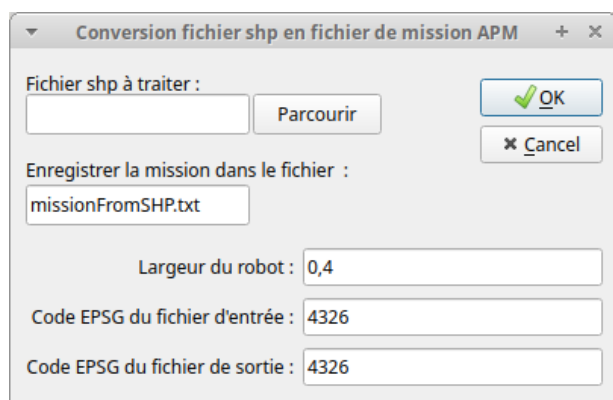 Conversion fichier shp en fichier de mission APM
Fichier shp à traiter :
Parcourir
OK
Cancel
Enregistrer la mission dans le fichier :
missionFromSHP.txt
Largeur du robot : 0,4
Code EPSG du fichier d'entrée : 4326
Code EPSG du fichier de sortie : 4326